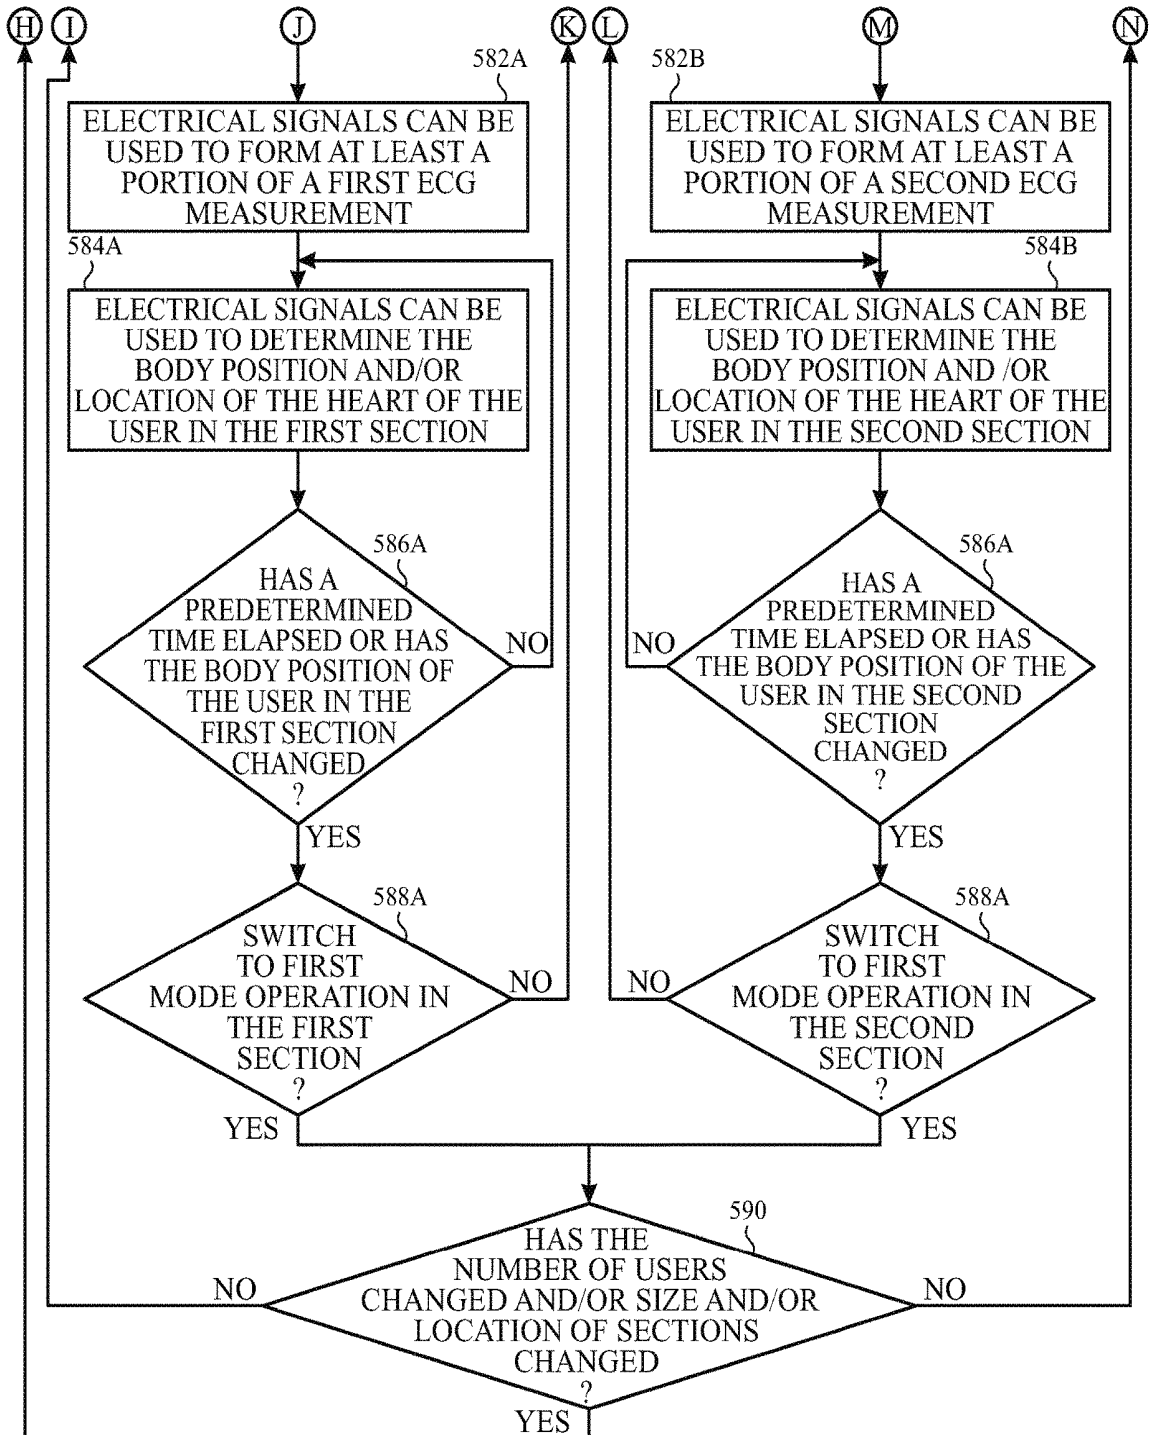 H
I
J
K
L
M
N
582A
582B
ELECTRICAL SIGNALS CAN BE
USED TO FORM AT LEAST A
PORTION OF A FIRST ECG
MEASUREMENT
ELECTRICAL SIGNALS CAN BE
USED TO FORM AT LEAST A
PORTION OF A SECOND ECG
MEASUREMENT
584A
584B
ELECTRICAL SIGNALS CAN BE
USED TO DETERMINE THE
BODY POSITION AND/OR
LOCATION OF THE HEART OF THE
USER IN THE FIRST SECTION
ELECTRICAL SIGNALS CAN BE
USED TO DETERMINE THE
BODY POSITION AND /OR
LOCATION OF THE HEART OF THE
USER IN THE SECOND SECTION
586A
HAS A
PREDETERMINED
TIME ELAPSED OR HAS
THE BODY POSITION OF
THE USER IN THE
FIRST SECTION
CHANGED
?
NO
YES
586A
HAS A
PREDETERMINED
TIME ELAPSED OR HAS
THE BODY POSITION OF THE
USER IN THE SECOND
SECTION
CHANGED
?
NO
YES
588A
SWITCH
TO FIRST
MODE OPERATION IN
THE FIRST
SECTION
?
NO
YES
588A
SWITCH
TO FIRST
MODE OPERATION IN
THE SECOND
SECTION
?
NO
YES
590
HAS THE
NUMBER OF USERS
CHANGED AND/OR SIZE AND/OR
LOCATION OF SECTIONS
CHANGED
?
NO
NO
YES